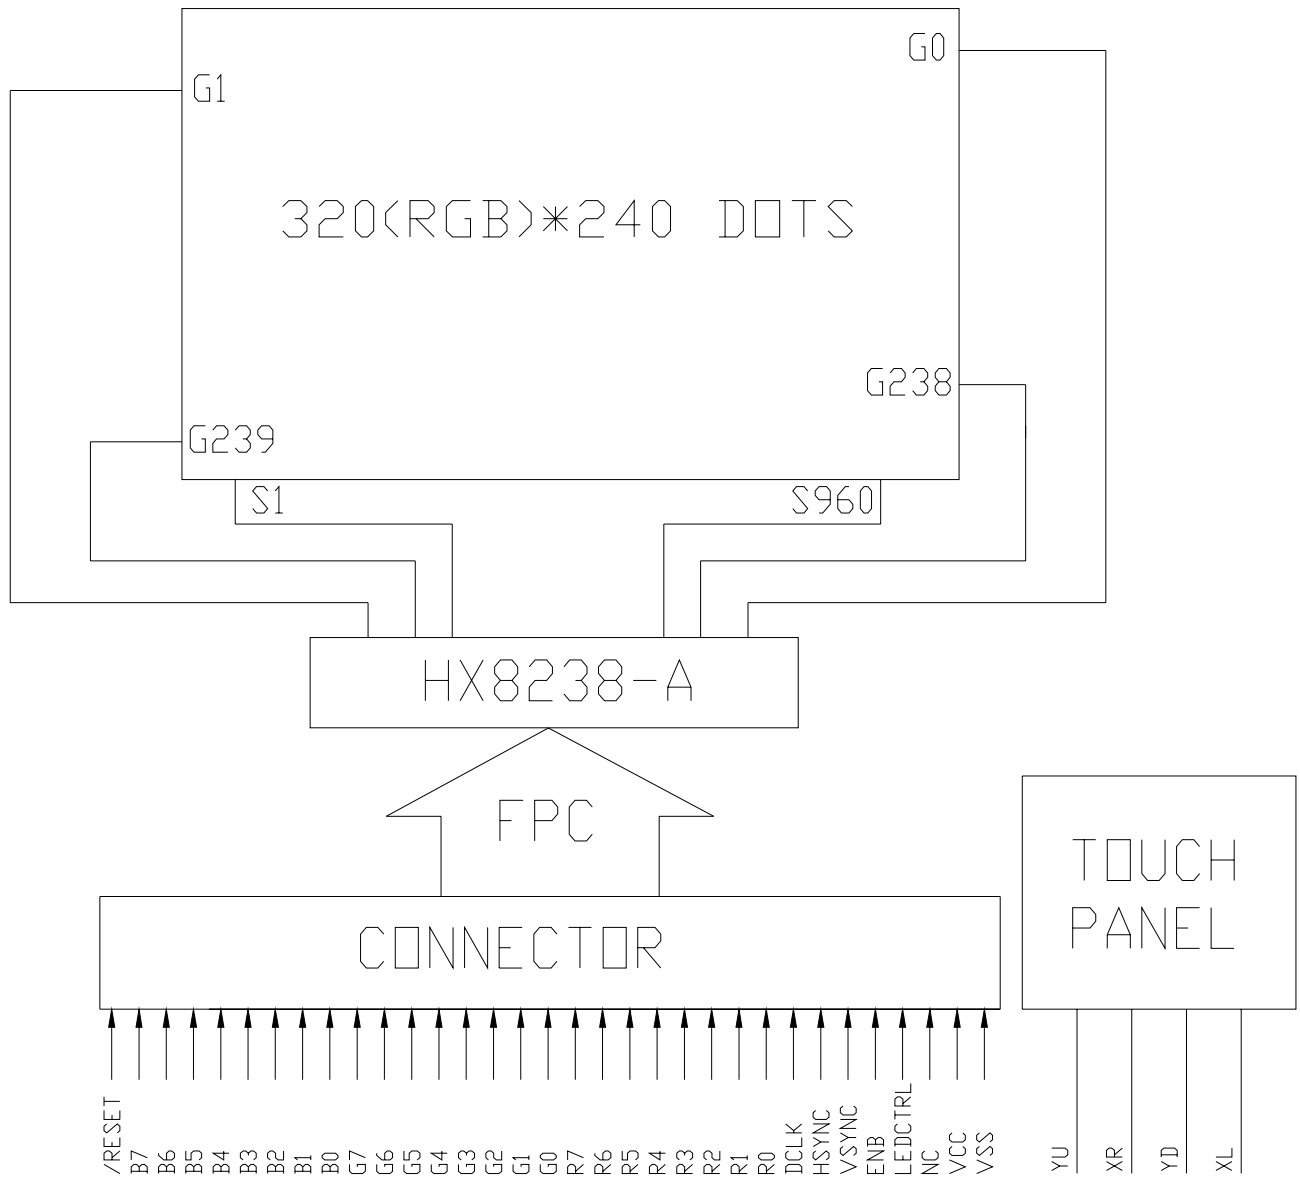 G0
G1
320(RGB)*240 DOTS
G238
G239
S1
S960
HX8238-A
FPC
TOUCH
PANEL
CONNECTOR
/RESET
B7
B6
B5
B4
B3
B2
B1
B0
G7
G6
G5
G4
G3
G2
G1
G0
R7
R6
R5
R4
R3
R2
R1
R0
DCLK
HSYNC
VSYNC
ENB
LEDCTRL
NC
VCC
VSS
YU
XR
YD
XL